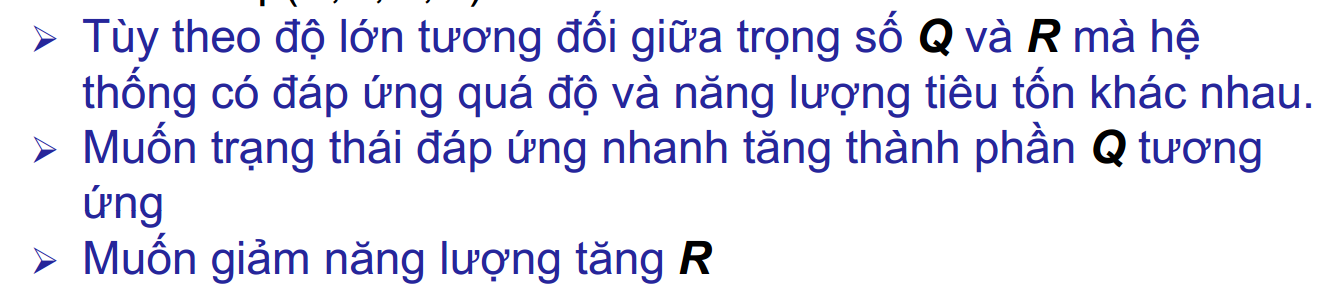 ➢ Tùy theo độ lớn tương đối giữa trọng số Q và R mà hệ
thống có đáp ứng quá độ và năng lượng tiêu tốn khác nhau.
➢ Muốn trạng thái đáp ứng nhanh tăng thành phần Q tương
ứng
➢ Muốn giảm năng lượng tăng R